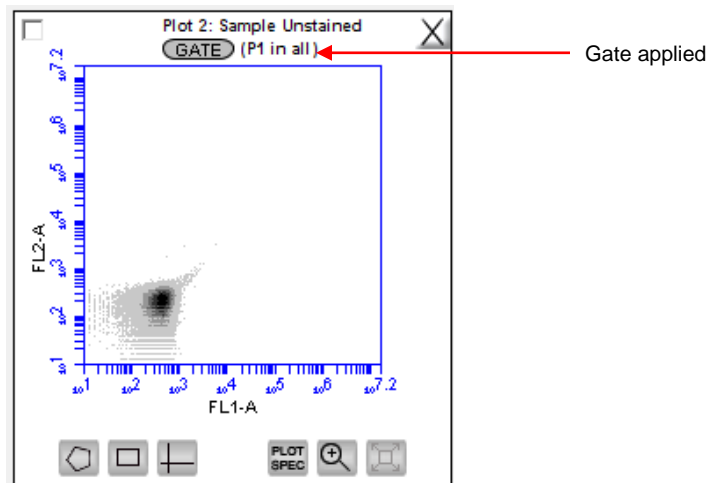 Plot 2: Sample Unstained
GATE (P1 in all)
Gate applied
FL2-A
10^7.2
10^6
10^5
10^4
10^3
10^2
10^1
10^1 10^2 10^3 10^4 10^5 10^6 10^7.2
FL1-A
PLOT
SPEC